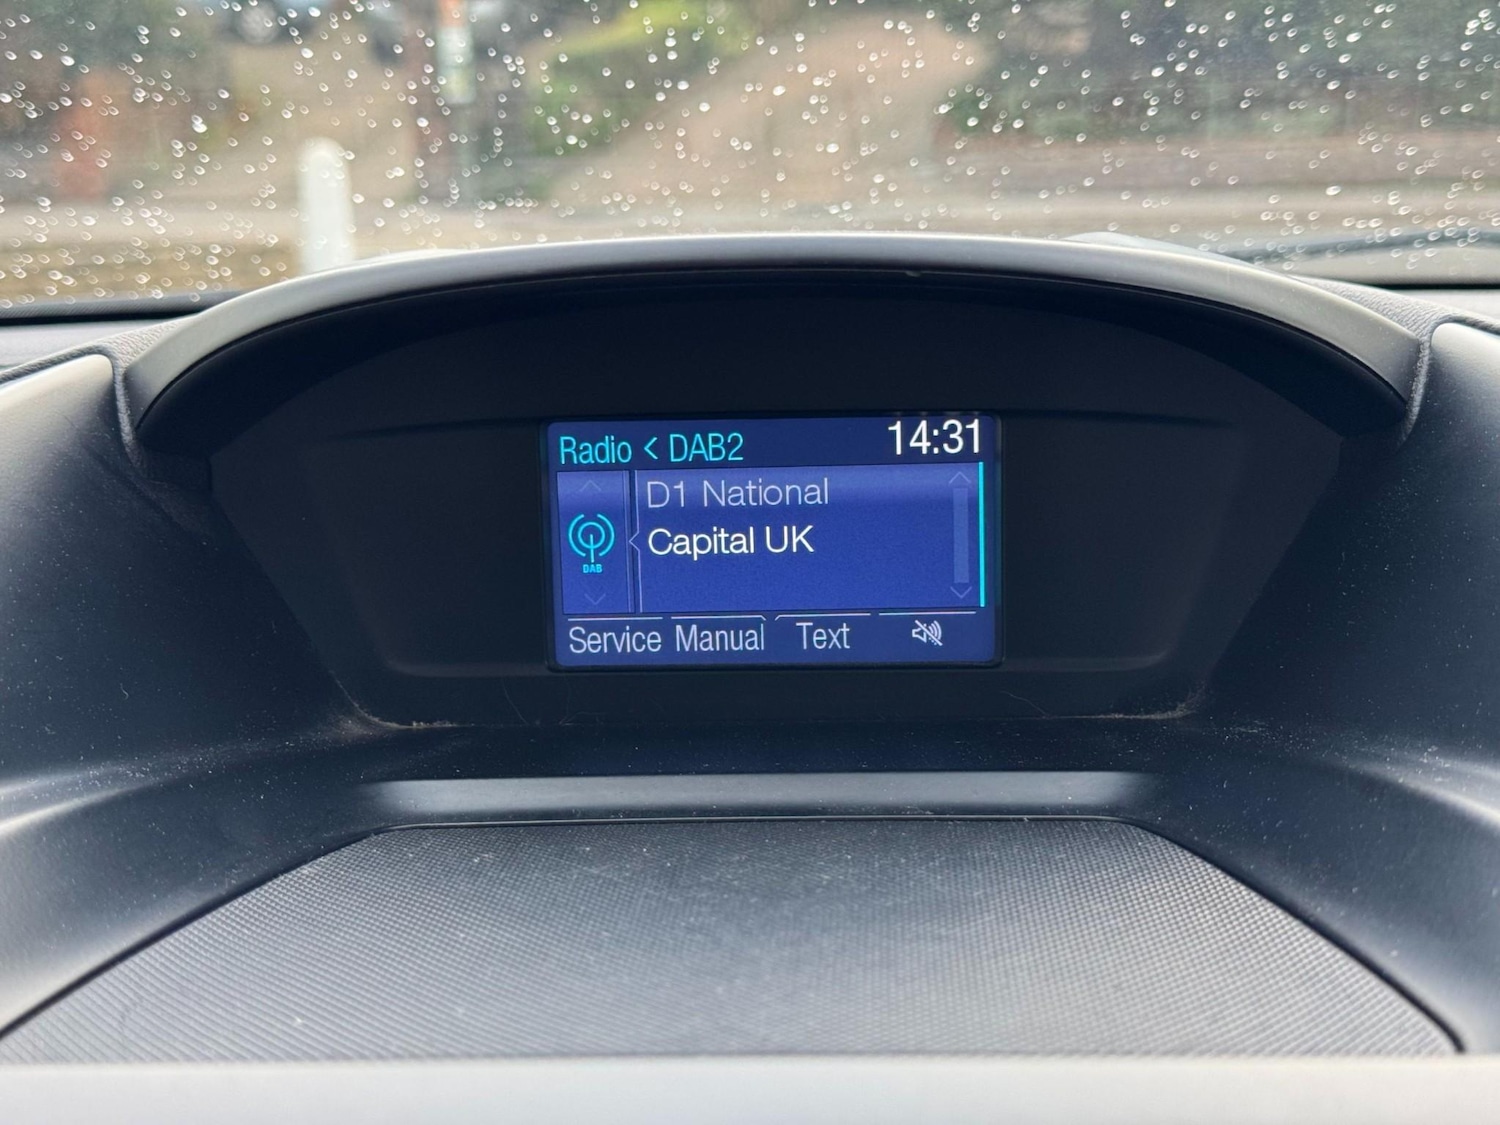 Radio < DAB2 14:31
D1 National
Capital UK
DAB
Service Manual Text